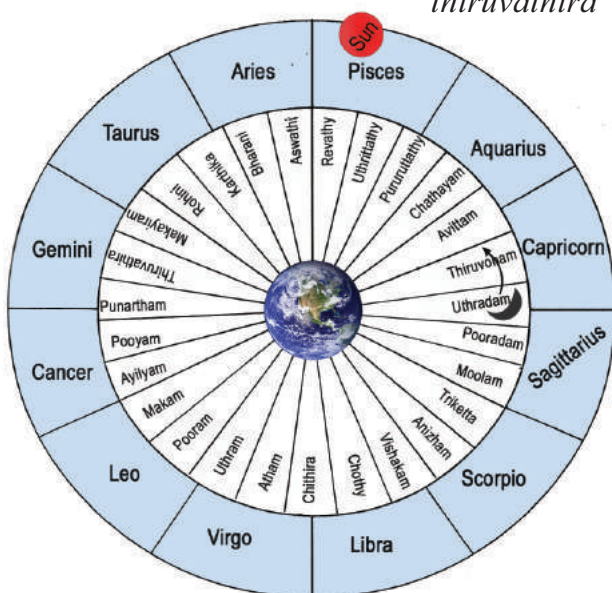 thiruvathira
Sun
Aries
Pisces
Taurus
Aquarius
Gemini
Capricorn
Cancer
Sagittarius
Leo
Scorpio
Virgo
Libra
Aswathi
Bharani
Karthika
Rohini
Makayiram
Thiruvathira
Punartham
Pooyam
Ayilyam
Makam
Pooram
Uthram
Atham
Chithira
Chothy
Vishakam
Anizham
Triketta
Moolam
Pooradam
Uthradam
Thiruvonam
Avittam
Chathayam
Pururuttathy
Uthrittathy
Revathy